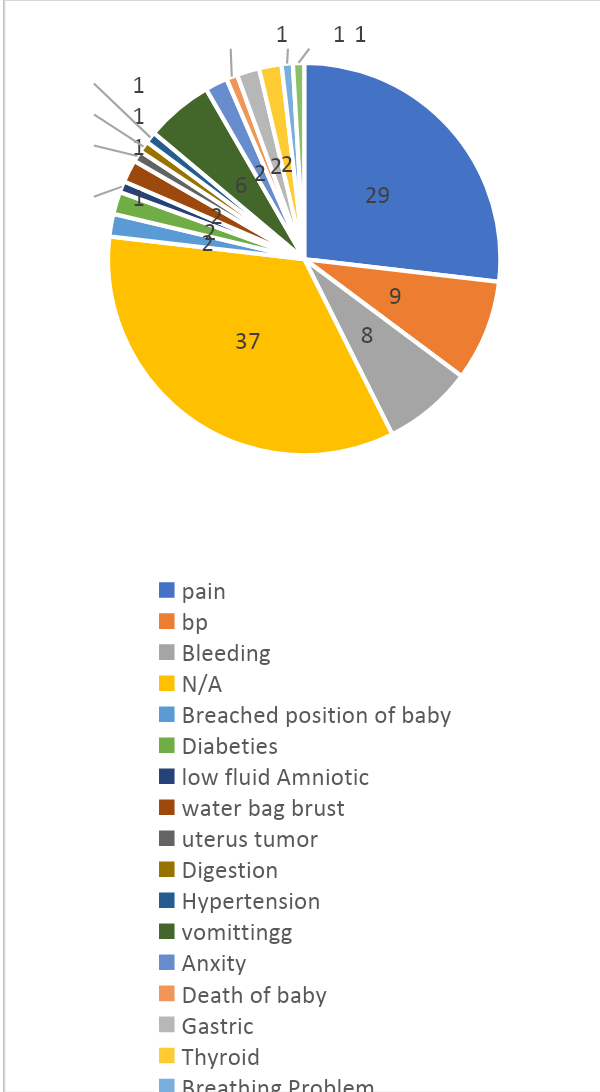 1
1 1
1
1
1
1
6
2
2
2
2
2
2
29
9
8
37
pain
bp
Bleeding
N/A
Breached position of baby
Diabeties
low fluid Amniotic
water bag brust
uterus tumor
Digestion
Hypertension
vomittingg
Anxity
Death of baby
Gastric
Thyroid
Breathing Problem